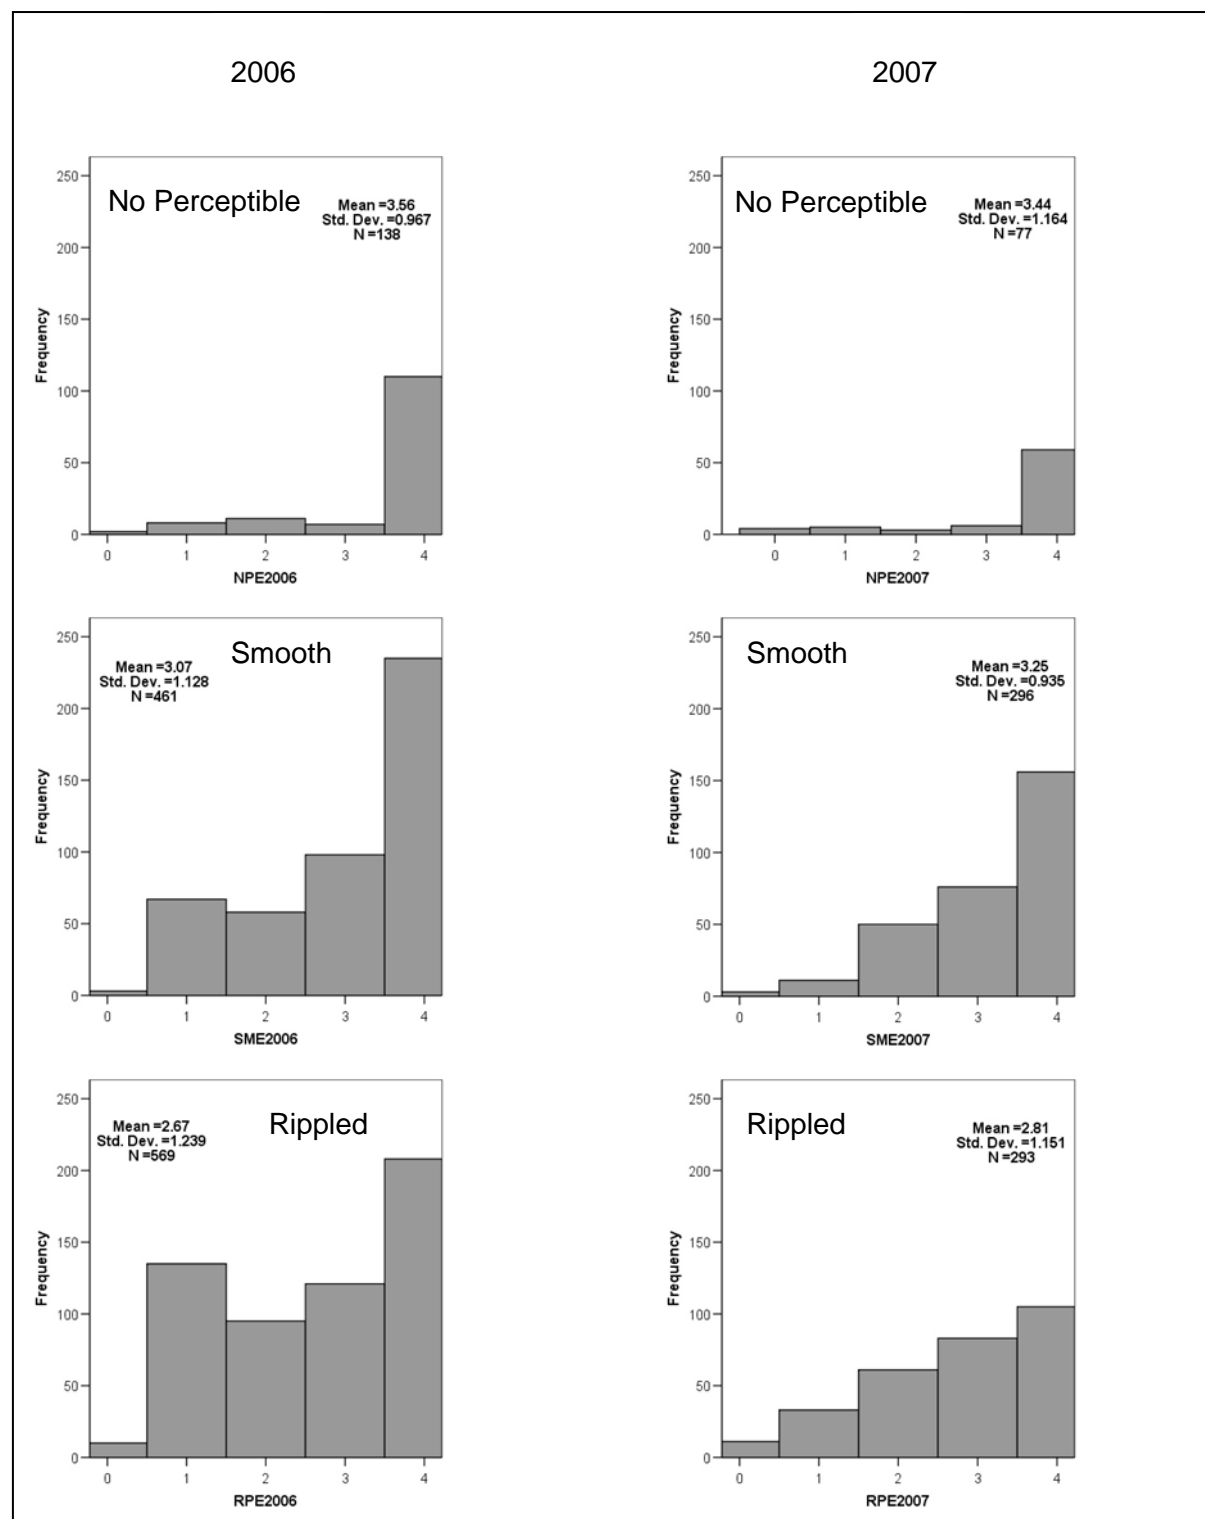 2006
2007
No Perceptible
Mean =3.56
Std. Dev. =0.967
N =138
Frequency
250
200
150
100
50
0
0 1 2 3 4
NPE2006
No Perceptible
Mean =3.44
Std. Dev. =1.164
N =77
Frequency
250
200
150
100
50
0
0 1 2 3 4
NPE2007
Smooth
Mean =3.07
Std. Dev. =1.128
N =461
Frequency
250
200
150
100
50
0
0 1 2 3 4
SME2006
Smooth
Mean =3.25
Std. Dev. =0.935
N =296
Frequency
250
200
150
100
50
0
0 1 2 3 4
SME2007
Rippled
Mean =2.67
Std. Dev. =1.239
N =569
Frequency
250
200
150
100
50
0
0 1 2 3 4
RPE2006
Rippled
Mean =2.81
Std. Dev. =1.151
N =293
Frequency
250
200
150
100
50
0
0 1 2 3 4
RPE2007